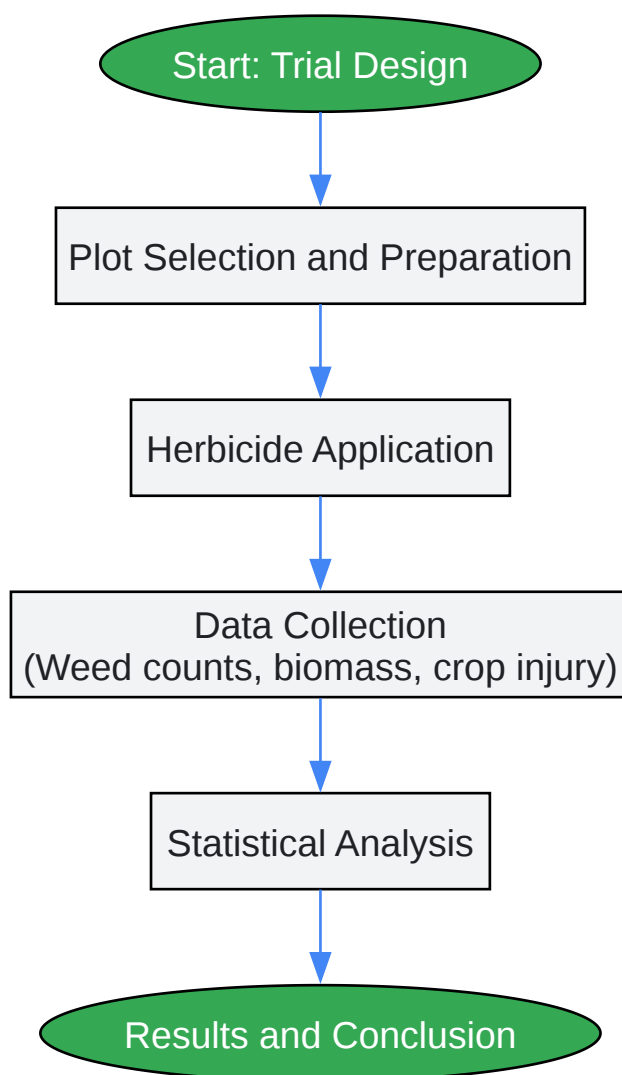 Start: Trial Design
Plot Selection and Preparation
Herbicide Application
Data Collection
(Weed counts, biomass, crop injury)
Statistical Analysis
Results and Conclusion